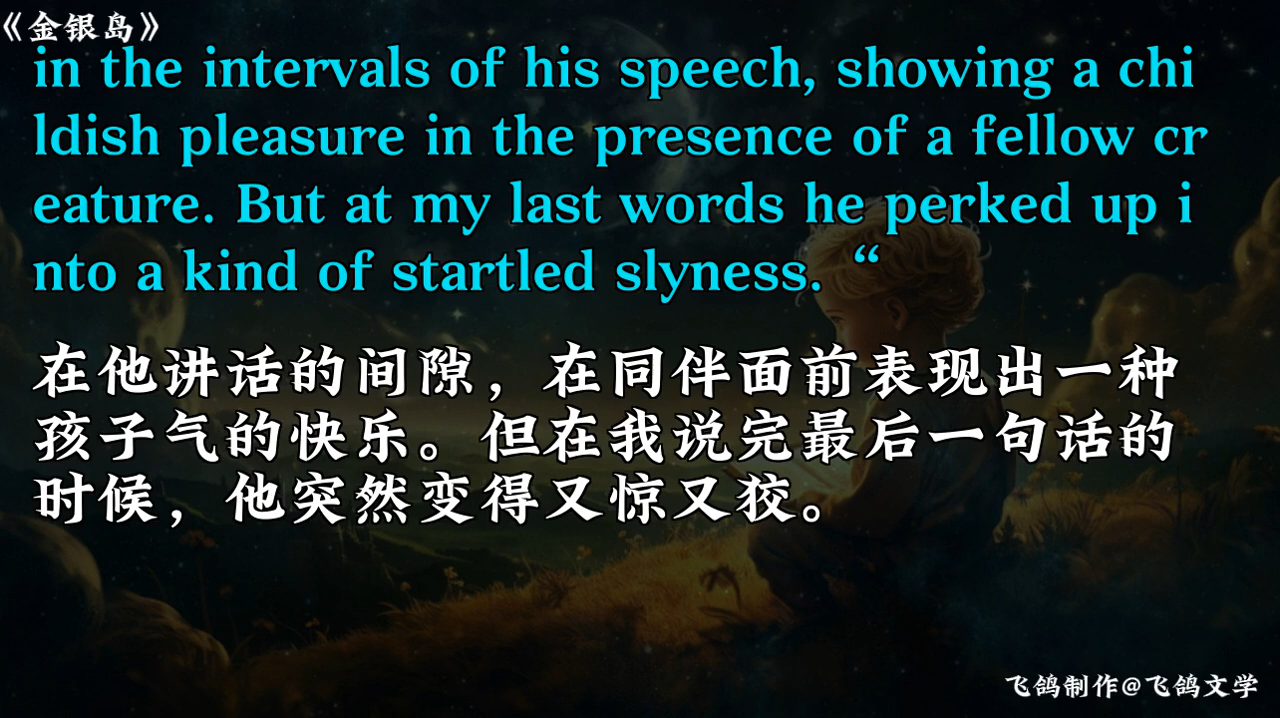 《金银岛》
in the intervals of his speech, showing a chi
ldish pleasure in the presence of a fellow cr
eature. But at my last words he perked up i
nto a kind of startled slyness. “
在他讲话的间隙，在同伴面前表现出一种
孩子气的快乐。但在我说完最后一句话的
时候，他突然变得又惊又狡。
飞鸽制作@飞鸽文学